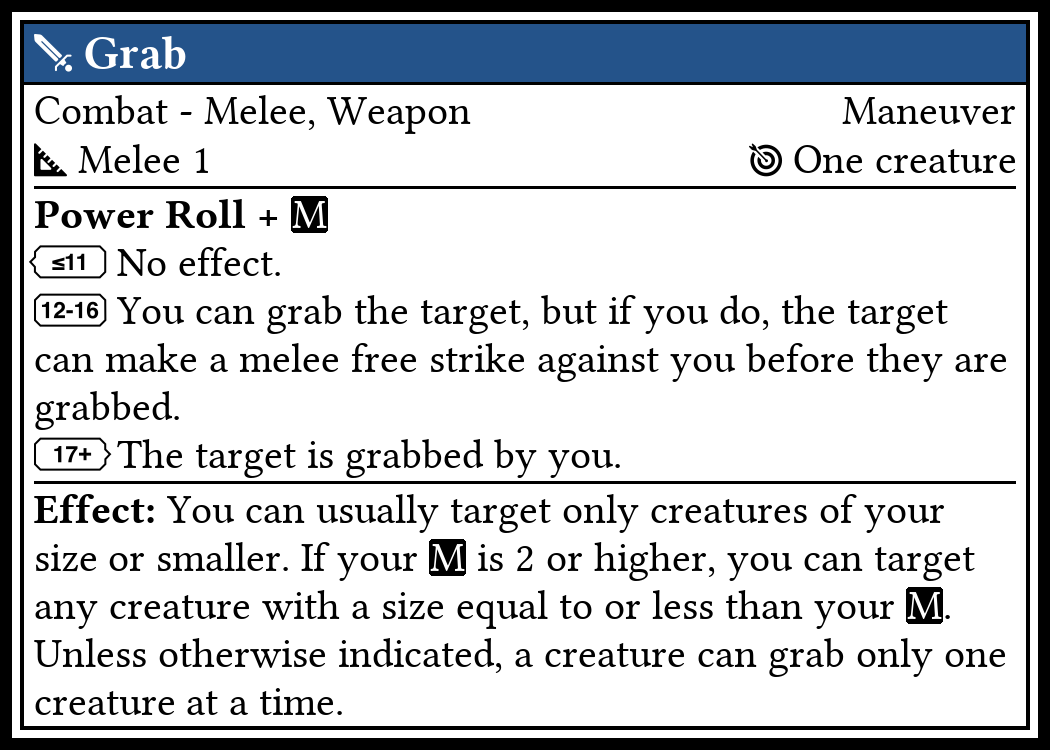 Grab
Combat - Melee, Weapon Maneuver
Melee 1 One creature
Power Roll + M
≤11 No effect.
12-16 You can grab the target, but if you do, the target
can make a melee free strike against you before they are
grabbed.
17+ The target is grabbed by you.
Effect: You can usually target only creatures of your
size or smaller. If your M is 2 or higher, you can target
any creature with a size equal to or less than your M.
Unless otherwise indicated, a creature can grab only one
creature at a time.